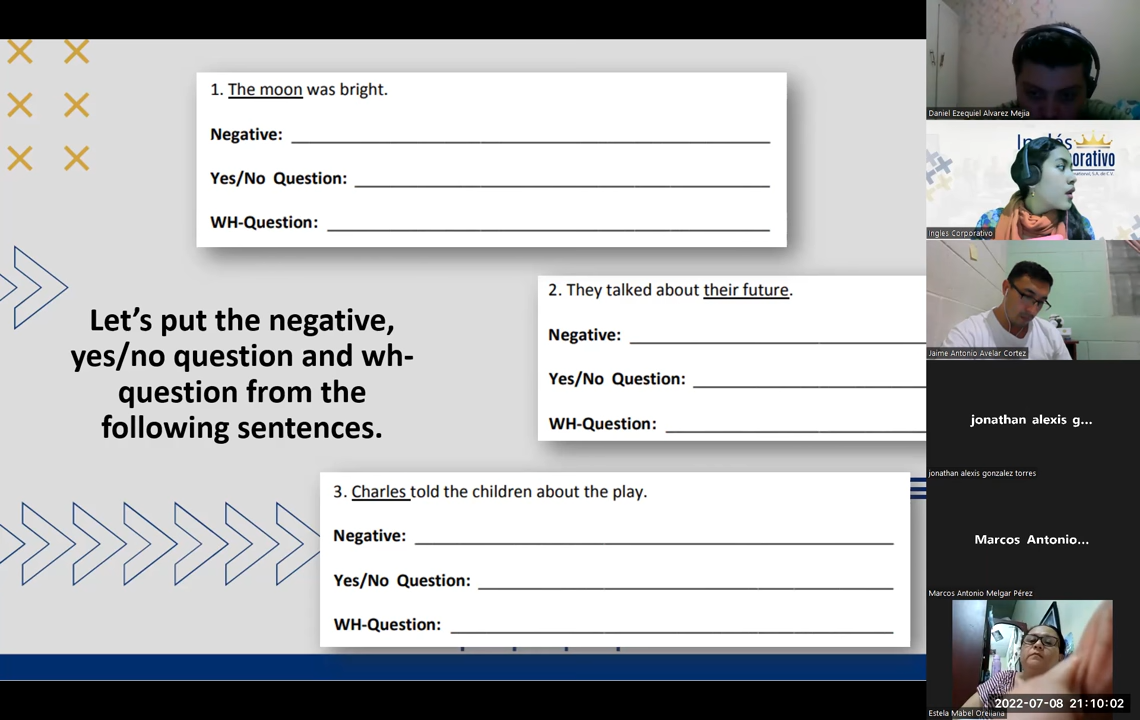 1. The moon was bright.
Negative:
Yes/No Question:
WH-Question:
2. They talked about their future.
Negative:
Yes/No Question:
WH-Question:
Let's put the negative,
yes/no question and wh-
question from the
following sentences.
3. Charles told the children about the play.
Negative:
Yes/No Question:
WH-Question:
Daniel Ezequiel Alvarez Mejia
Inglés
orativo
Ingles Corporativo
Jaime Antonio Avelar Cortez
jonathan alexis g...
jonathan alexis gonzalez torres
Marcos Antonio...
Marcos Antonio Melgar Pérez
2022-07-08 21:10:02
Estela Mabel Orellana